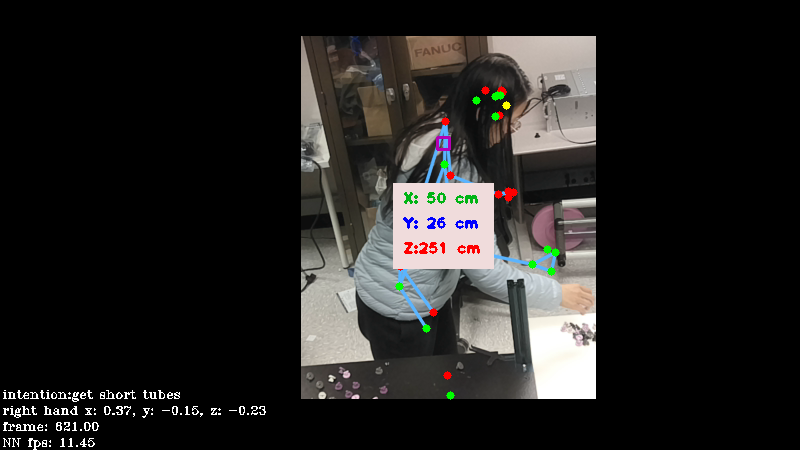 FANUC
X: 50 cm
Y: 26 cm
Z:251 cm
intention:get short tubes
right hand x: 0.37, y: −0.15, z: −0.23
frame: 621.00
NN fps: 11.45